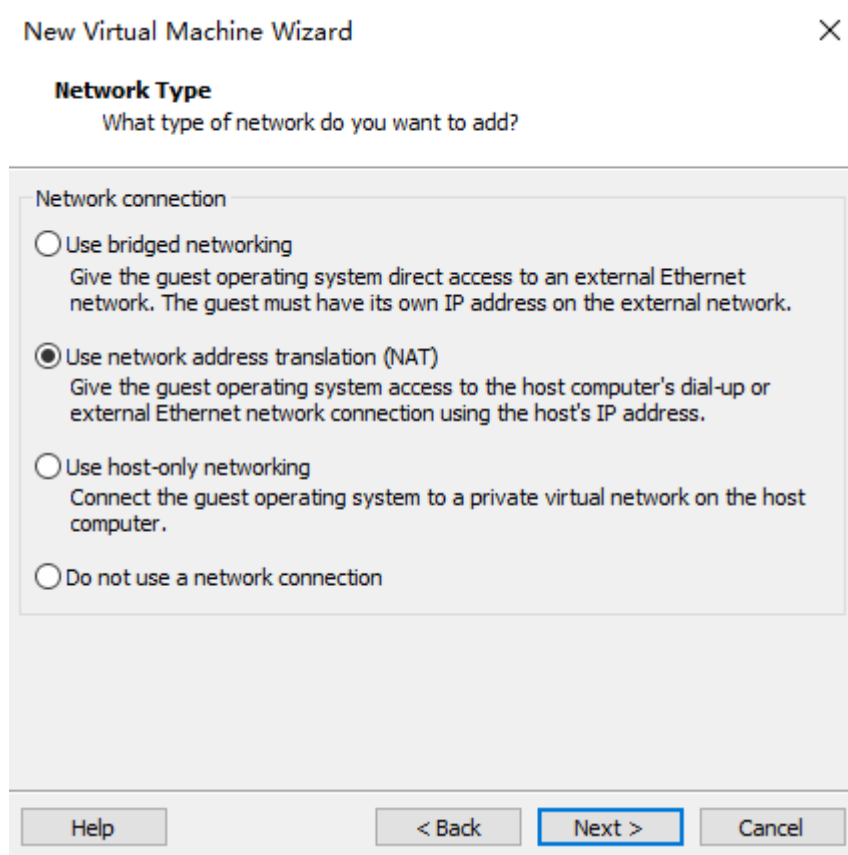 New Virtual Machine Wizard
Network Type
What type of network do you want to add?
Network connection
Use bridged networking
Give the guest operating system direct access to an external Ethernet
network. The guest must have its own IP address on the external network.
Use network address translation (NAT)
Give the guest operating system access to the host computer's dial-up or
external Ethernet network connection using the host's IP address.
Use host-only networking
Connect the guest operating system to a private virtual network on the host
computer.
Do not use a network connection
Help < Back Next > Cancel